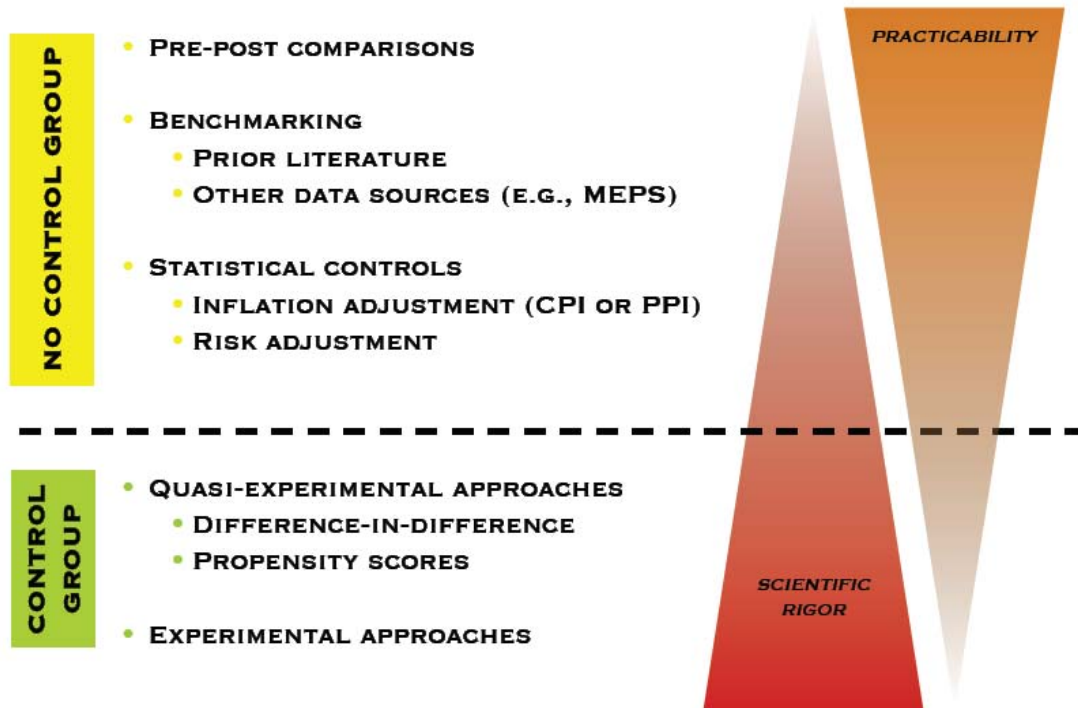 NO CONTROL GROUP
• PRE-POST COMPARISONS
• BENCHMARKING
• PRIOR LITERATURE
• OTHER DATA SOURCES (E.G., MEPS)
• STATISTICAL CONTROLS
• INFLATION ADJUSTMENT (CPI OR PPI)
• RISK ADJUSTMENT
CONTROL
GROUP
• QUASI-EXPERIMENTAL APPROACHES
• DIFFERENCE-IN-DIFFERENCE
• PROPENSITY SCORES
• EXPERIMENTAL APPROACHES
PRACTICABILITY
SCIENTIFIC
RIGOR